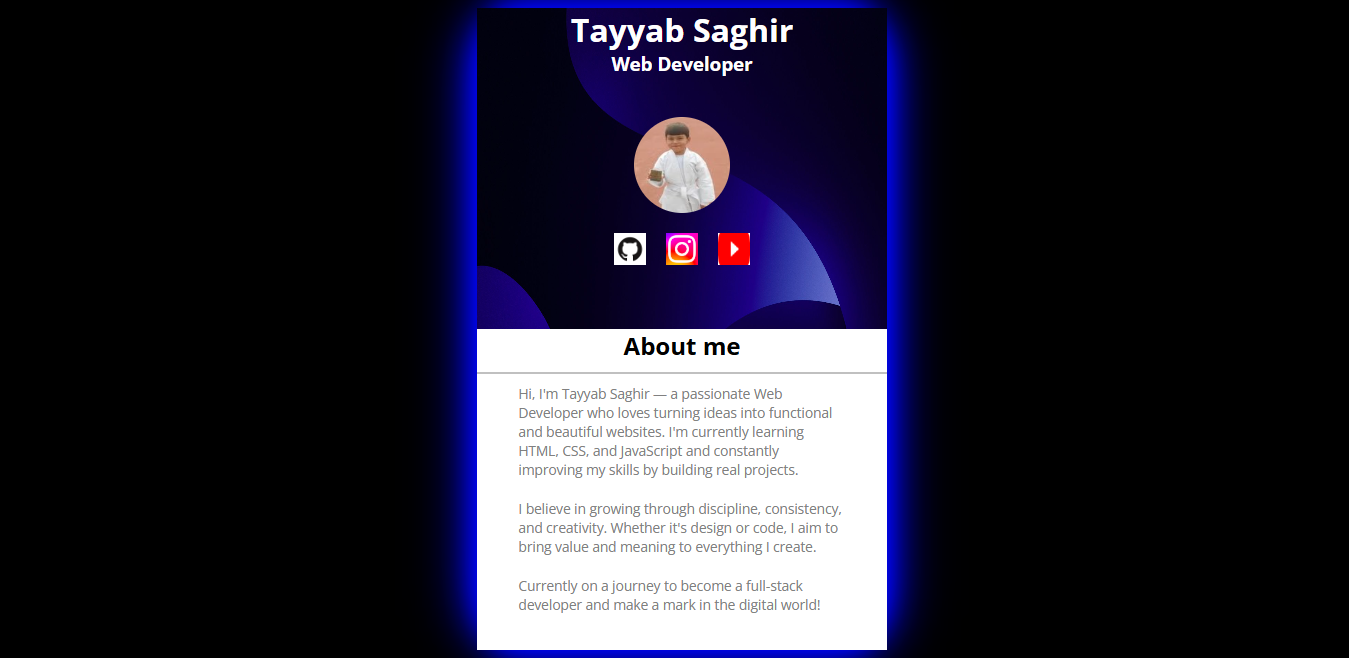 Tayyab Saghir
Web Developer
About me
Hi, I'm Tayyab Saghir — a passionate Web
Developer who loves turning ideas into functional
and beautiful websites. I'm currently learning
HTML, CSS, and JavaScript and constantly
improving my skills by building real projects.
I believe in growing through discipline, consistency,
and creativity. Whether it's design or code, I aim to
bring value and meaning to everything I create.
Currently on a journey to become a full-stack
developer and make a mark in the digital world!